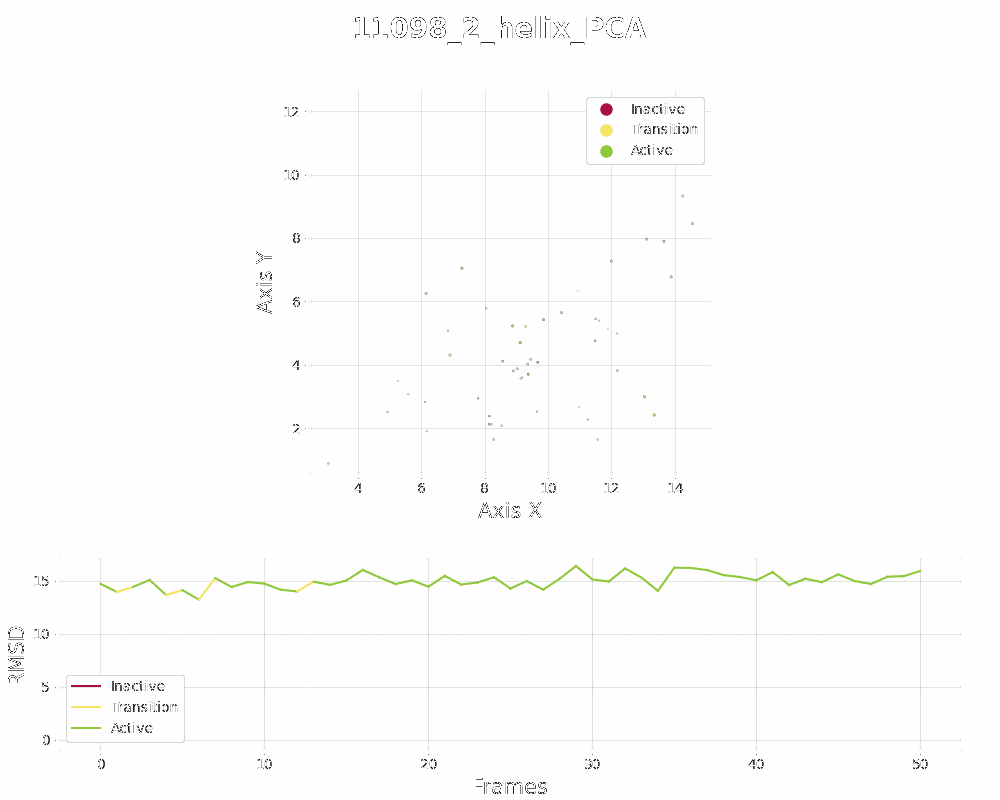 11098_2_helix_PCA
Inactive
Transition
Active
12
10
8
6
4
2
Axis Y
4 6 8 10 12 14
Axis X
15
10
5
0
RMSD
Inactive
Transition
Active
0 10 20 30 40 50
Frames